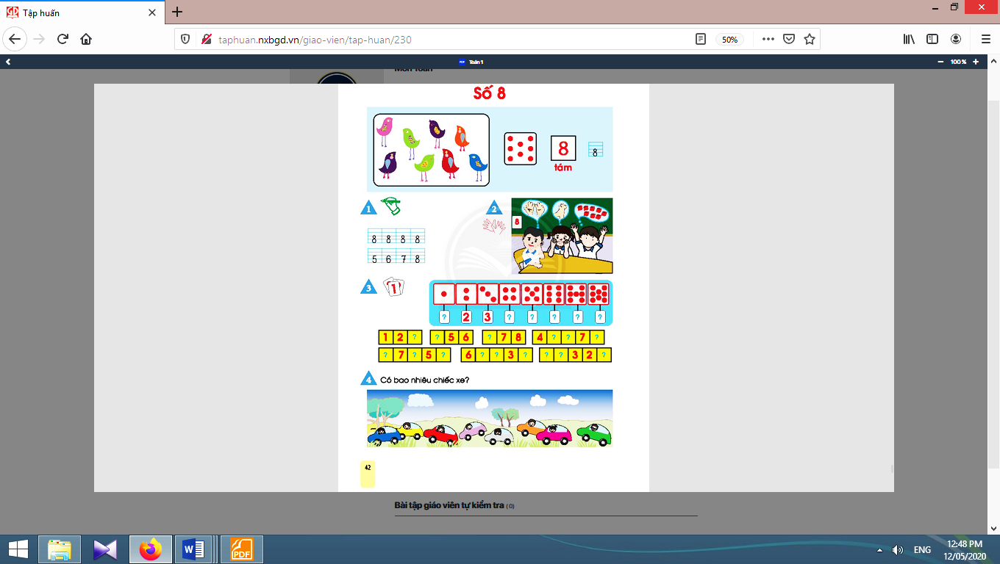 Tập huấn
taphuan.nxbgd.vn/giao-vien/tap-huan/230
50%
PDF Toán 1
100%
Môn Toán
Số 8
8
8
tám
1
2
8
8 8 8 8
5 6 7 8
3
1
? 2 3 ? ? ? ? ?
1 2 ? ? 5 6 ? 7 8 4 ? ? 7 ?
? 7 ? 5 ? 6 ? ? 3 ? ? ? 3 2 ?
4 Có bao nhiêu chiếc xe?
42
Bài tập giáo viên tự kiểm tra (0)
W
PDF
ENG
12:48 PM
12/05/2020